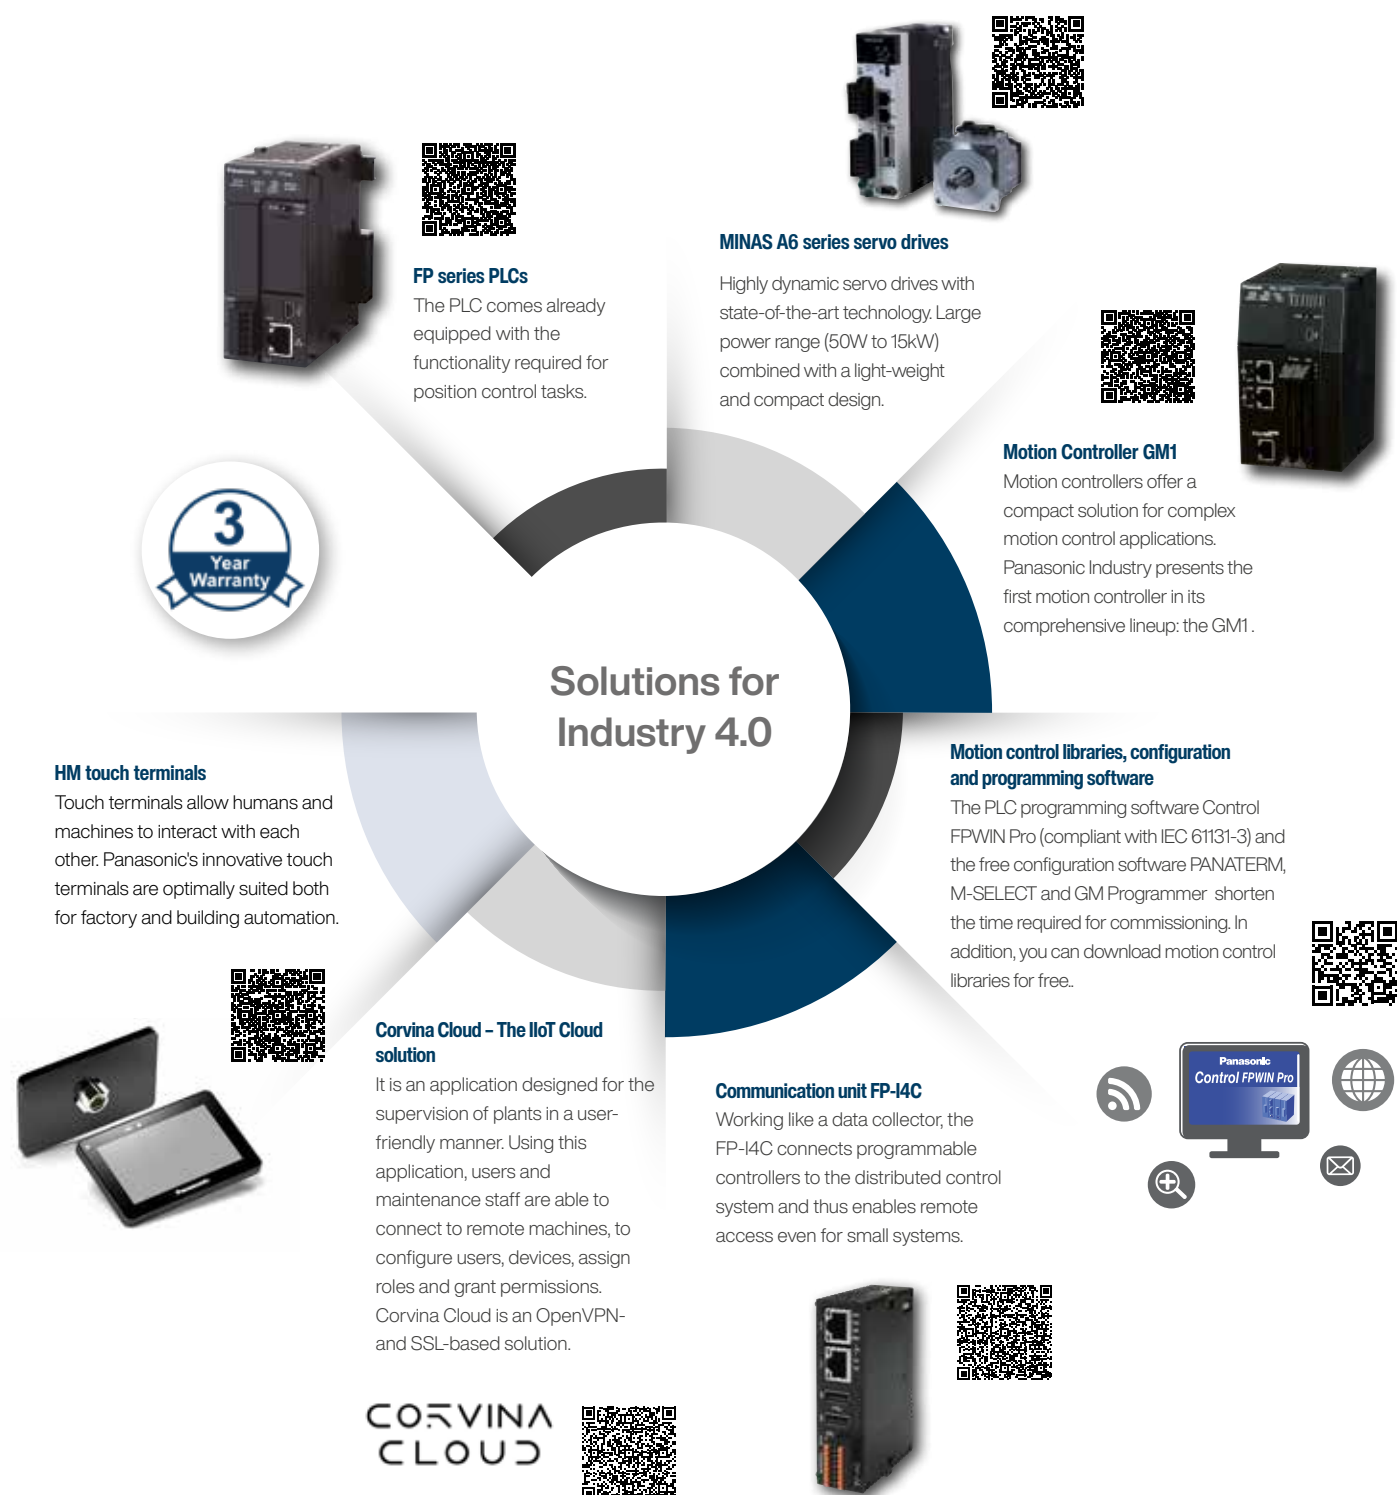 FP series PLCs
The PLC comes already
equipped with the
functionality required for
position control tasks.
MINAS A6 series servo drives
Highly dynamic servo drives with
state-of-the-art technology. Large
power range (50W to 15kW)
combined with a light-weight
and compact design.
Motion Controller GM1
Motion controllers offer a
compact solution for complex
motion control applications.
Panasonic Industry presents the
first motion controller in its
comprehensive lineup: the GM1 .
3
Year
Warranty
Solutions for
Industry 4.0
Motion control libraries, configuration
and programming software
The PLC programming software Control
FPWIN Pro (compliant with IEC 61131-3) and
the free configuration software PANATERM,
M-SELECT and GM Programmer  shorten
the time required for commissioning. In
addition, you can download motion control
libraries for free..
Panasonic
Control FPWIN Pro
HM touch terminals
Touch terminals allow humans and
machines to interact with each
other. Panasonic's innovative touch
terminals are optimally suited both
for factory and building automation.
Panasonic
Corvina Cloud – The IIoT Cloud
solution
It is an application designed for the
supervision of plants in a user-
friendly manner. Using this
application, users and
maintenance staff are able to
connect to remote machines, to
configure users, devices, assign
roles and grant permissions.
Corvina Cloud is an OpenVPN-
and SSL-based solution.
CORVINA
CLOUD
Communication unit FP-I4C
Working like a data collector, the
FP-I4C connects programmable
controllers to the distributed control
system and thus enables remote
access even for small systems.